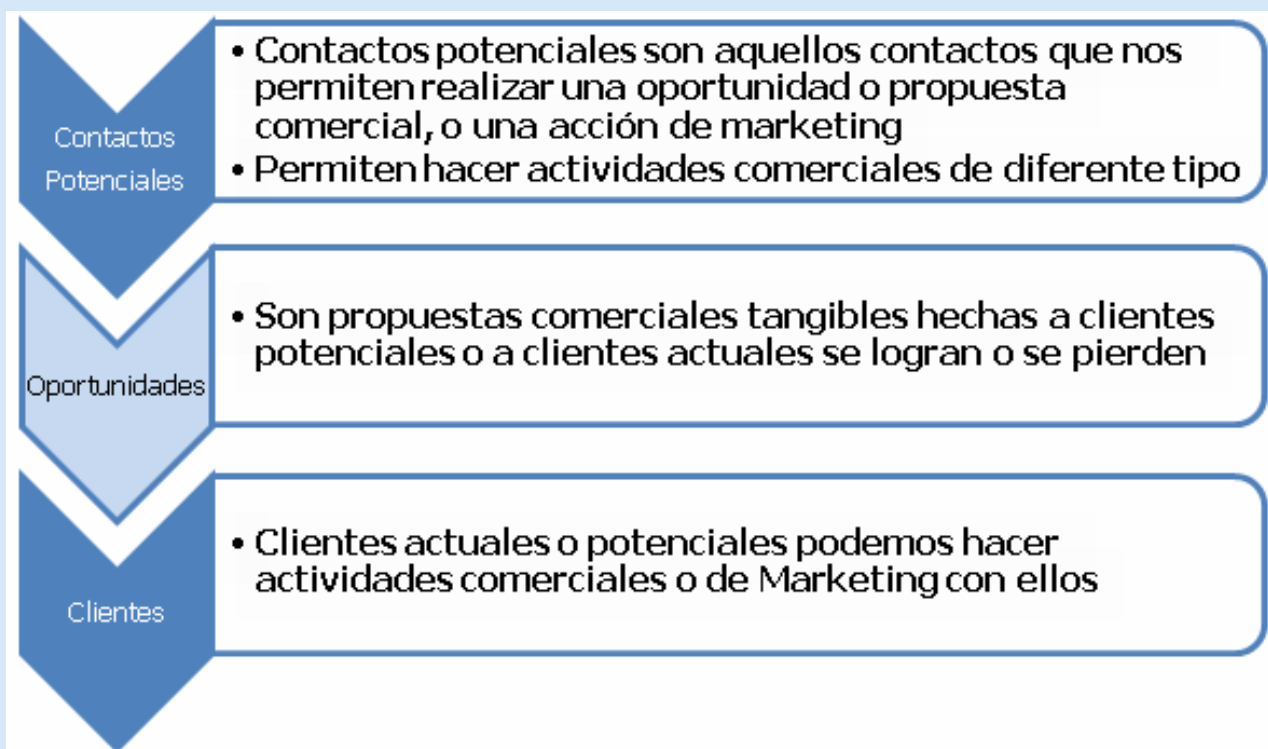 Contactos
Potenciales
• Contactos potenciales son aquellos contactos que nos
permiten realizar una oportunidad o propuesta
comercial, o una acción de marketing
• Permiten hacer actividades comerciales de diferente tipo
Oportunidades
• Son propuestas comerciales tangibles hechas a clientes
potenciales o a clientes actuales se logran o se pierden
Clientes
• Clientes actuales o potenciales podemos hacer
actividades comerciales o de Marketing con ellos